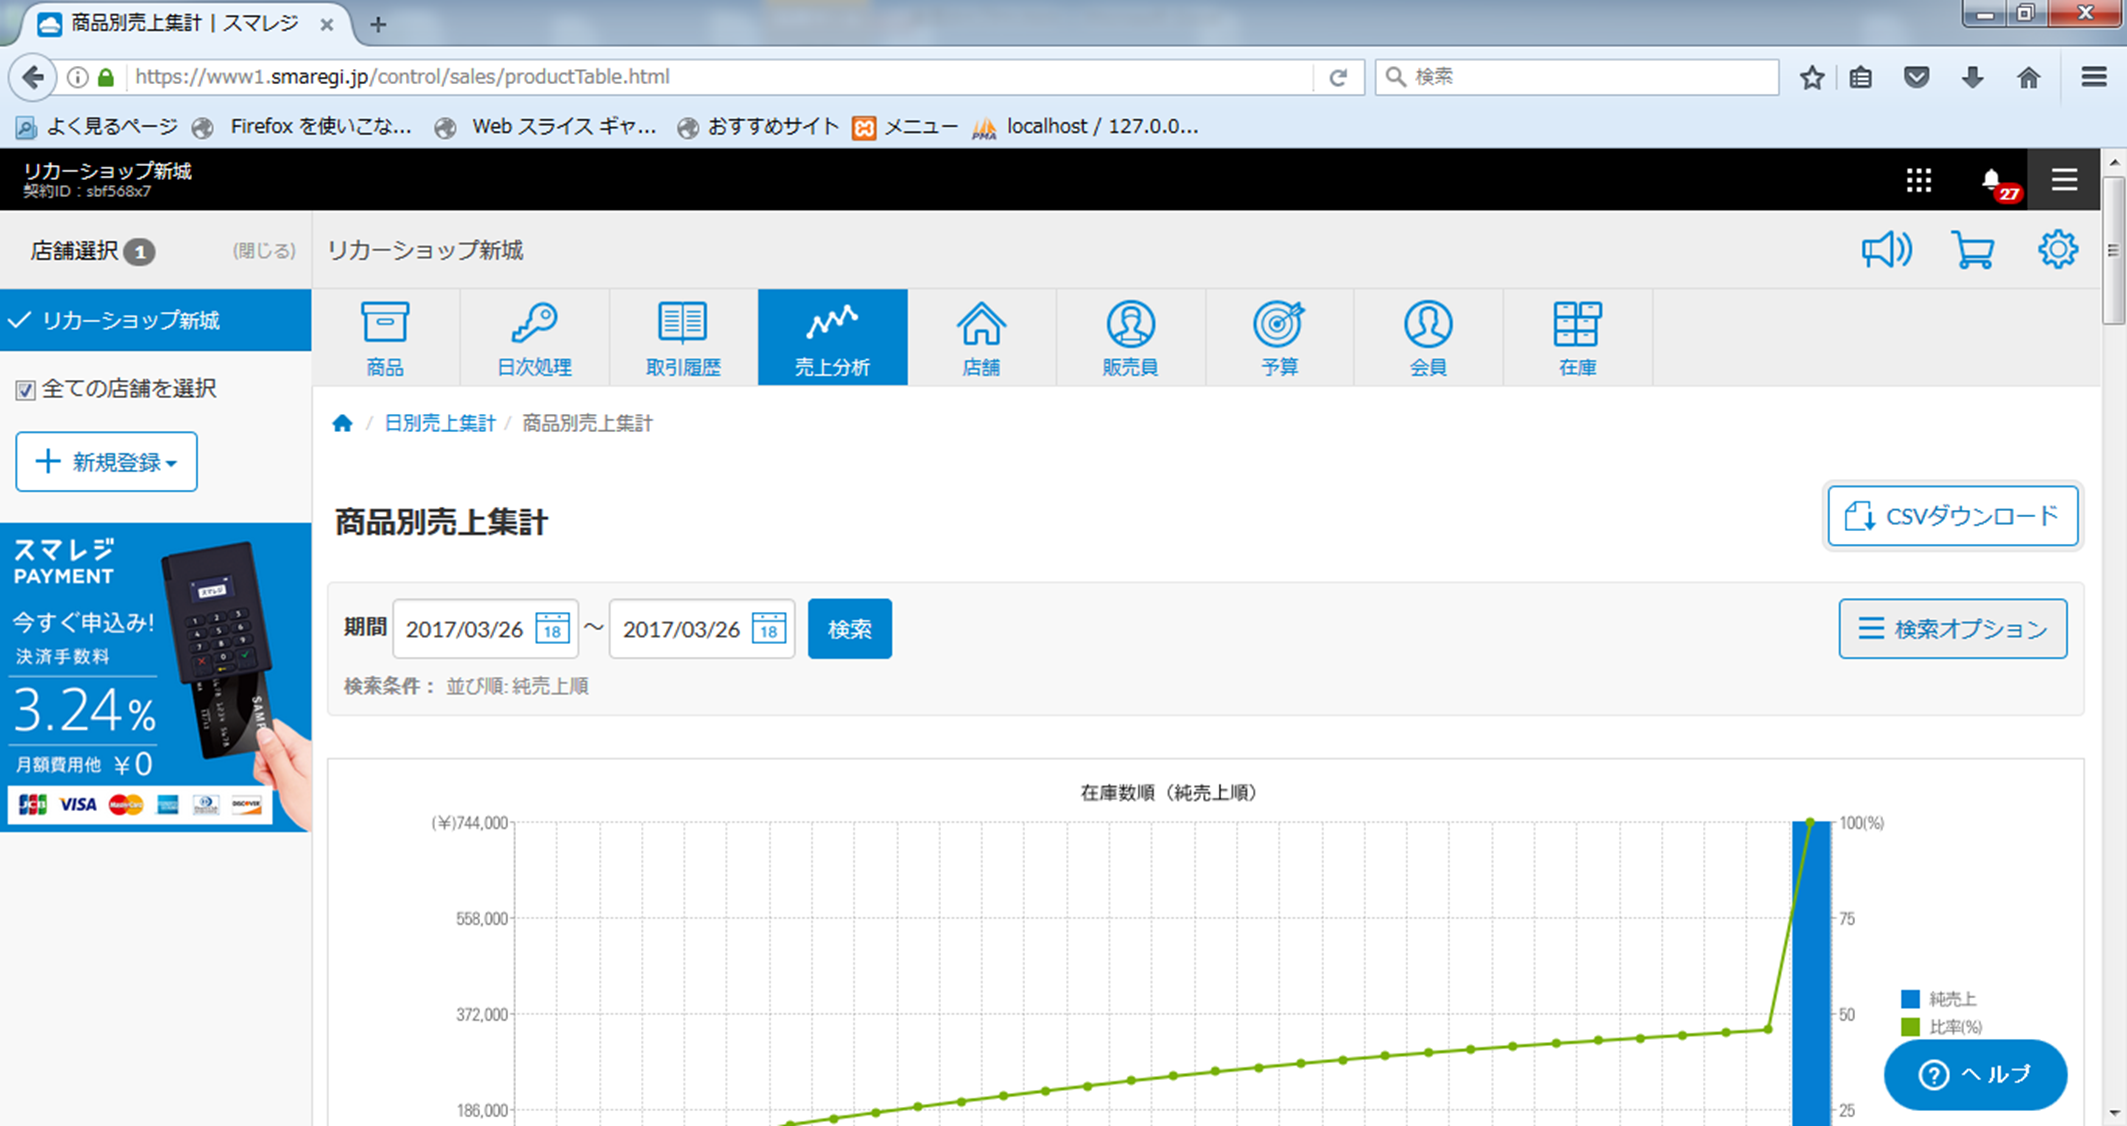 商品別売上集計 | スマレジ
https://www1.smaregi.jp/control/sales/productTable.html
検索
よく見るページ Firefox を使いこな... Web スライス ギャ... おすすめサイト メニュー localhost / 127.0.0...
リカーショップ新城
契約ID：sbf568x7
27
店舗選択 1 (閉じる)
リカーショップ新城
リカーショップ新城
全ての店舗を選択
新規登録
商品 日次処理 取引履歴 売上分析 店舗 販売員 予算 会員 在庫
/ 日別売上集計 / 商品別売上集計
商品別売上集計
CSVダウンロード
期間 2017/03/26 18 ～ 2017/03/26 18 検索
検索オプション
検索条件： 並び順: 純売上順
スマレジ
PAYMENT
今すぐ申込み!
決済手数料
3.24%
月額費用他 ¥0
JCB VISA MasterCard DISCOVER
在庫数順（純売上順）
(¥)744,000
558,000
372,000
186,000
100(%)
75
50
25
純売上
比率(%)
ヘルプ